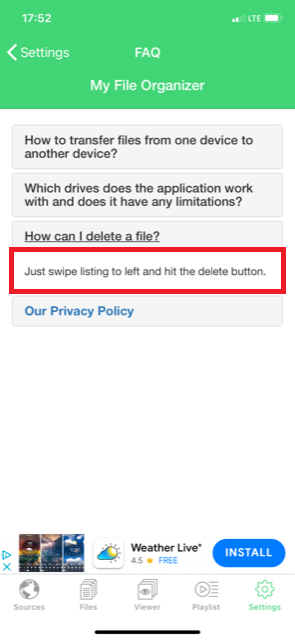 17:52
LTE
Settings
FAQ
My File Organizer
How to transfer files from one device to
another device?
Which drives does the application work
with and does it have any limitations?
How can I delete a file?
Just swipe listing to left and hit the delete button.
Our Privacy Policy
Weather Live°
4.5 ★ FREE
INSTALL
Sources
Files
Viewer
Playlist
Settings